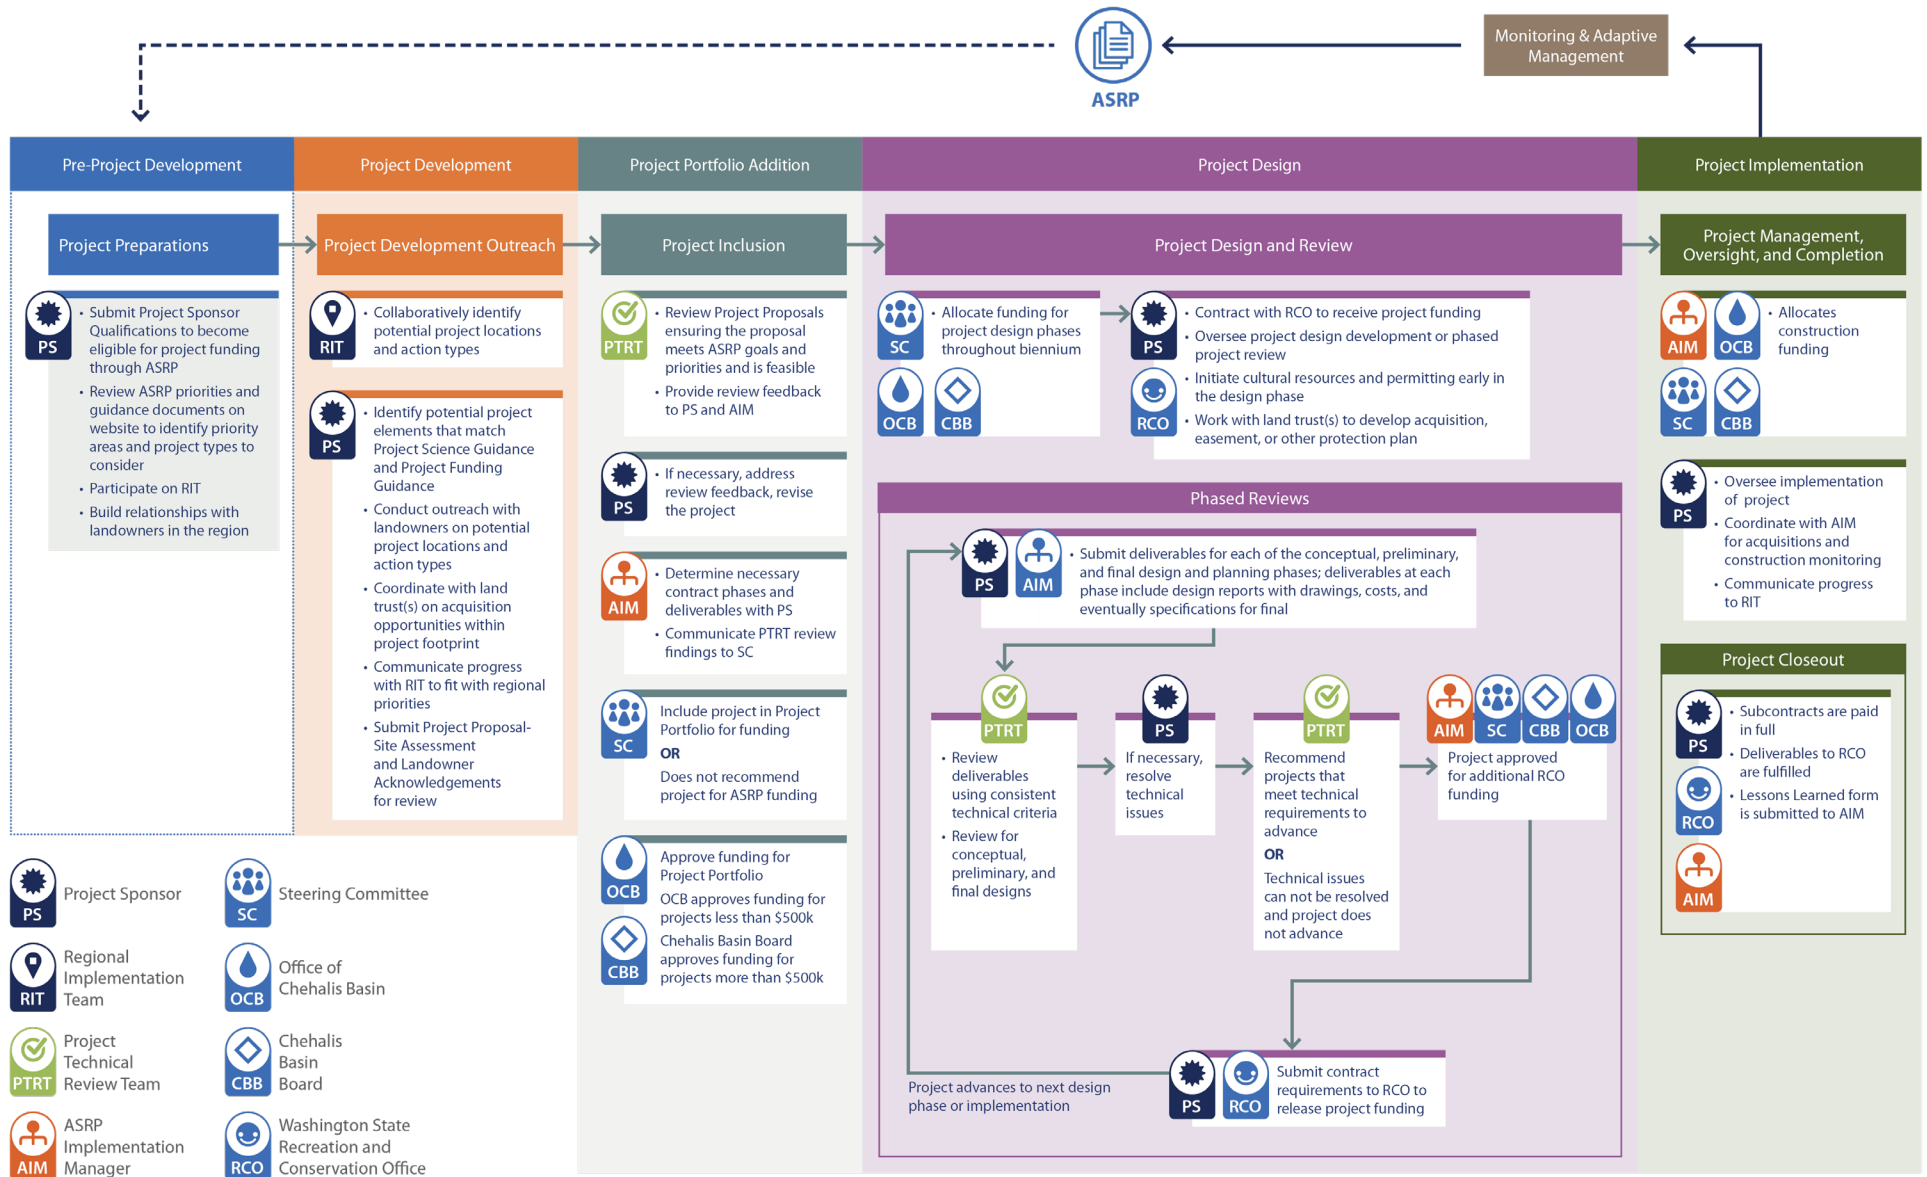 Monitoring & Adaptive
Management
ASRP
Pre-Project Development
Project Preparations
PS
• Submit Project Sponsor
Qualifications to become
eligible for project funding
through ASRP
• Review ASRP priorities and
guidance documents on
website to identify priority
areas and project types to
consider
• Participate on RIT
• Build relationships with
landowners in the region
Project Development
Project Development Outreach
RIT
• Collaboratively identify
potential project locations
and action types
PS
• Identify potential project
elements that match
Project Science Guidance
and Project Funding
Guidance
• Conduct outreach with
landowners on potential
project locations and
action types
• Coordinate with land
trust(s) on acquisition
opportunities within
project footprint
• Communicate progress
with RIT to fit with regional
priorities
• Submit Project Proposal-
Site Assessment
and Landowner
Acknowledgements
for review
Project Portfolio Addition
Project Inclusion
PTRT
• Review Project Proposals
ensuring the proposal
meets ASRP goals and
priorities and is feasible
• Provide review feedback
to PS and AIM
PS
• If necessary, address
review feedback, revise
the project
AIM
• Determine necessary
contract phases and
deliverables with PS
• Communicate PTRT review
findings to SC
SC
Include project in Project
Portfolio for funding
OR
Does not recommend
project for ASRP funding
OCB
CBB
Approve funding for
Project Portfolio
OCB approves funding for
projects less than $500k
Chehalis Basin Board
approves funding for
projects more than $500k
Project Design
Project Design and Review
SC
OCB
CBB
• Allocate funding for
project design phases
throughout biennium
PS
RCO
• Contract with RCO to receive project funding
• Oversee project design development or phased
project review
• Initiate cultural resources and permitting early in
the design phase
• Work with land trust(s) to develop acquisition,
easement, or other protection plan
Phased Reviews
PS
AIM
• Submit deliverables for each of the conceptual, preliminary,
and final design and planning phases; deliverables at each
phase include design reports with drawings, costs, and
eventually specifications for final
PTRT
• Review
deliverables
using consistent
technical criteria
• Review for
conceptual,
preliminary, and
final designs
PS
If necessary,
resolve
technical
issues
PTRT
Recommend
projects that
meet technical
requirements to
advance
OR
Technical issues
can not be resolved
and project does
not advance
AIM
SC
CBB
OCB
Project approved
for additional RCO
funding
PS
RCO
Submit contract
requirements to RCO to
release project funding
Project advances to next design
phase or implementation
Project Implementation
Project Management,
Oversight, and Completion
AIM
OCB
SC
CBB
• Allocates
construction
funding
PS
• Oversee implementation
of project
• Coordinate with AIM
for acquisitions and
construction monitoring
• Communicate progress
to RIT
Project Closeout
PS
RCO
AIM
• Subcontracts are paid
in full
• Deliverables to RCO
are fulfilled
• Lessons Learned form
is submitted to AIM
PS
Project Sponsor
RIT
Regional
Implementation
Team
PTRT
Project
Technical
Review Team
AIM
ASRP
Implementation
Manager
SC
Steering Committee
OCB
Office of
Chehalis Basin
CBB
Chehalis
Basin
Board
RCO
Washington State
Recreation and
Conservation Office